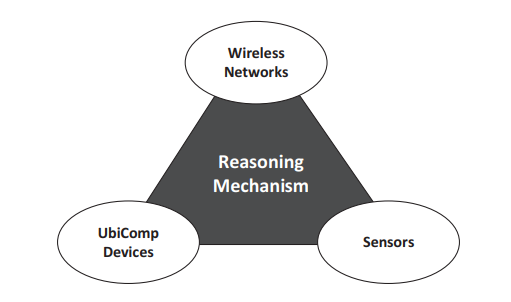 Wireless
Networks
Reasoning
Mechanism
UbiComp
Devices
Sensors